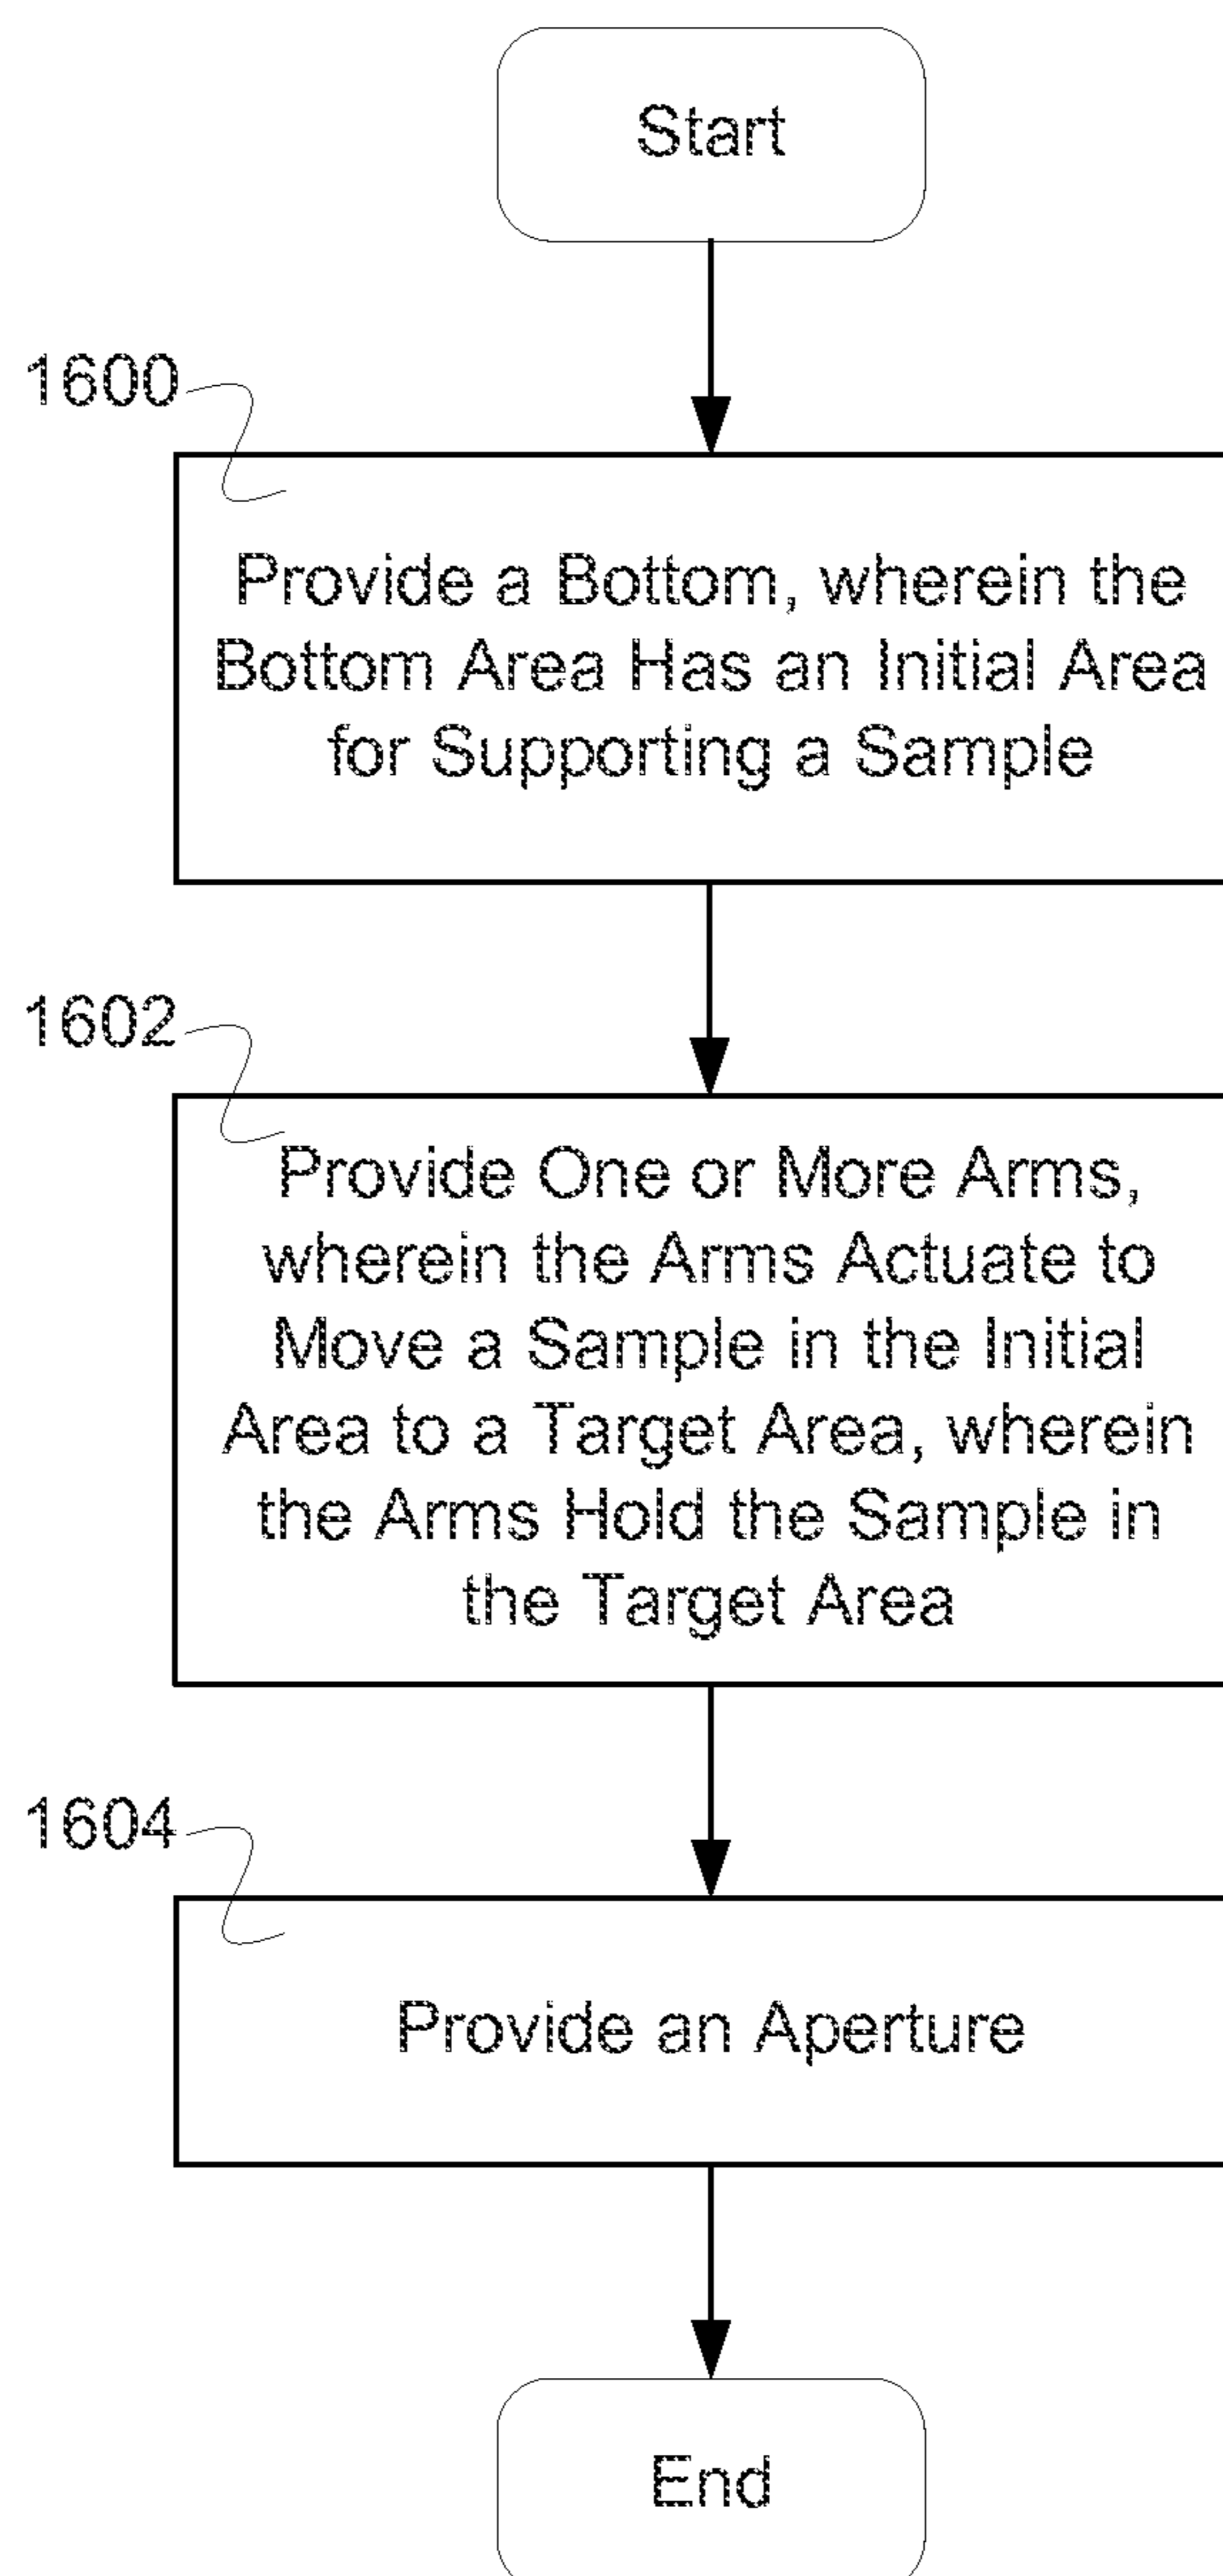 Start
1600
Provide a Bottom, wherein the
Bottom Area Has an Initial Area
for Supporting a Sample
1602
Provide One or More Arms,
wherein the Arms Actuate to
Move a Sample in the Initial
Area to a Target Area, wherein
the Arms Hold the Sample in
the Target Area
1604
Provide an Aperture
End